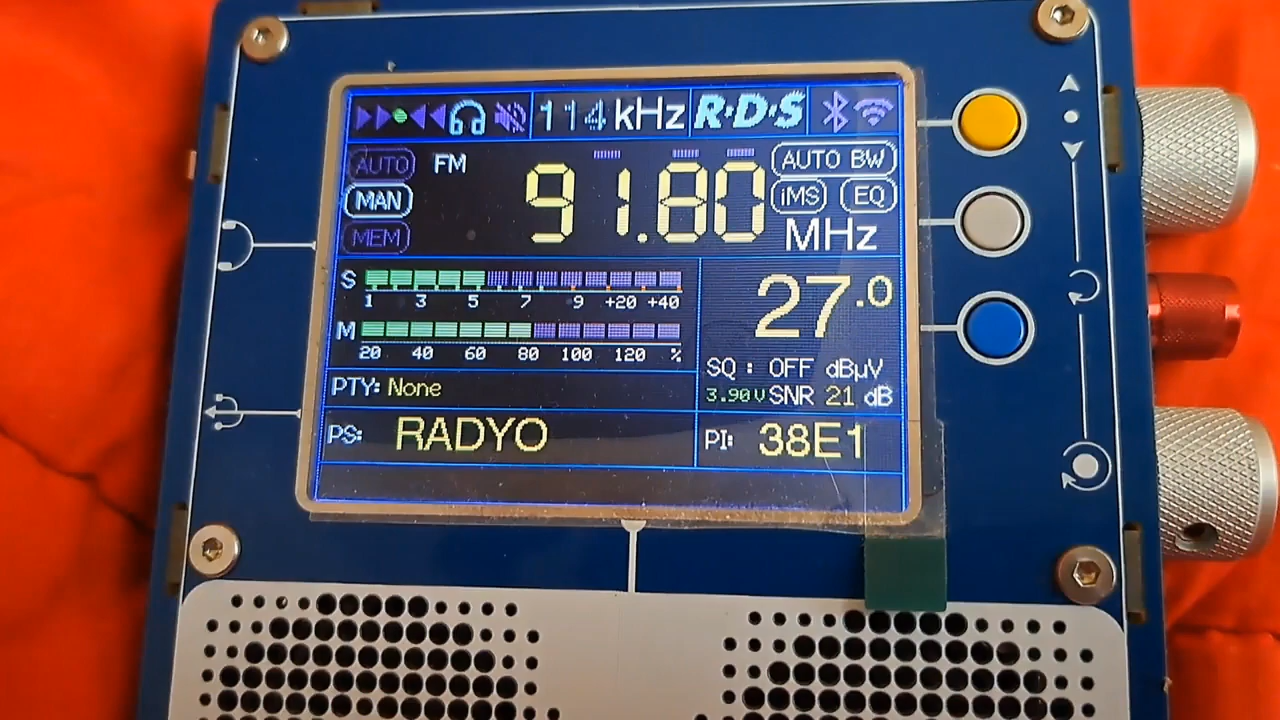 114 kHz R·D·S
AUTO FM 91.80 AUTO BW
MAN iMS EQ
MEM MHz
S
1 3 5 7 9 +20 +40
27.0
M
20 40 60 80 100 120 %
SQ : OFF dBµV
PTY: None
3.90V SNR 21 dB
PS: RADYO
PI: 38E1